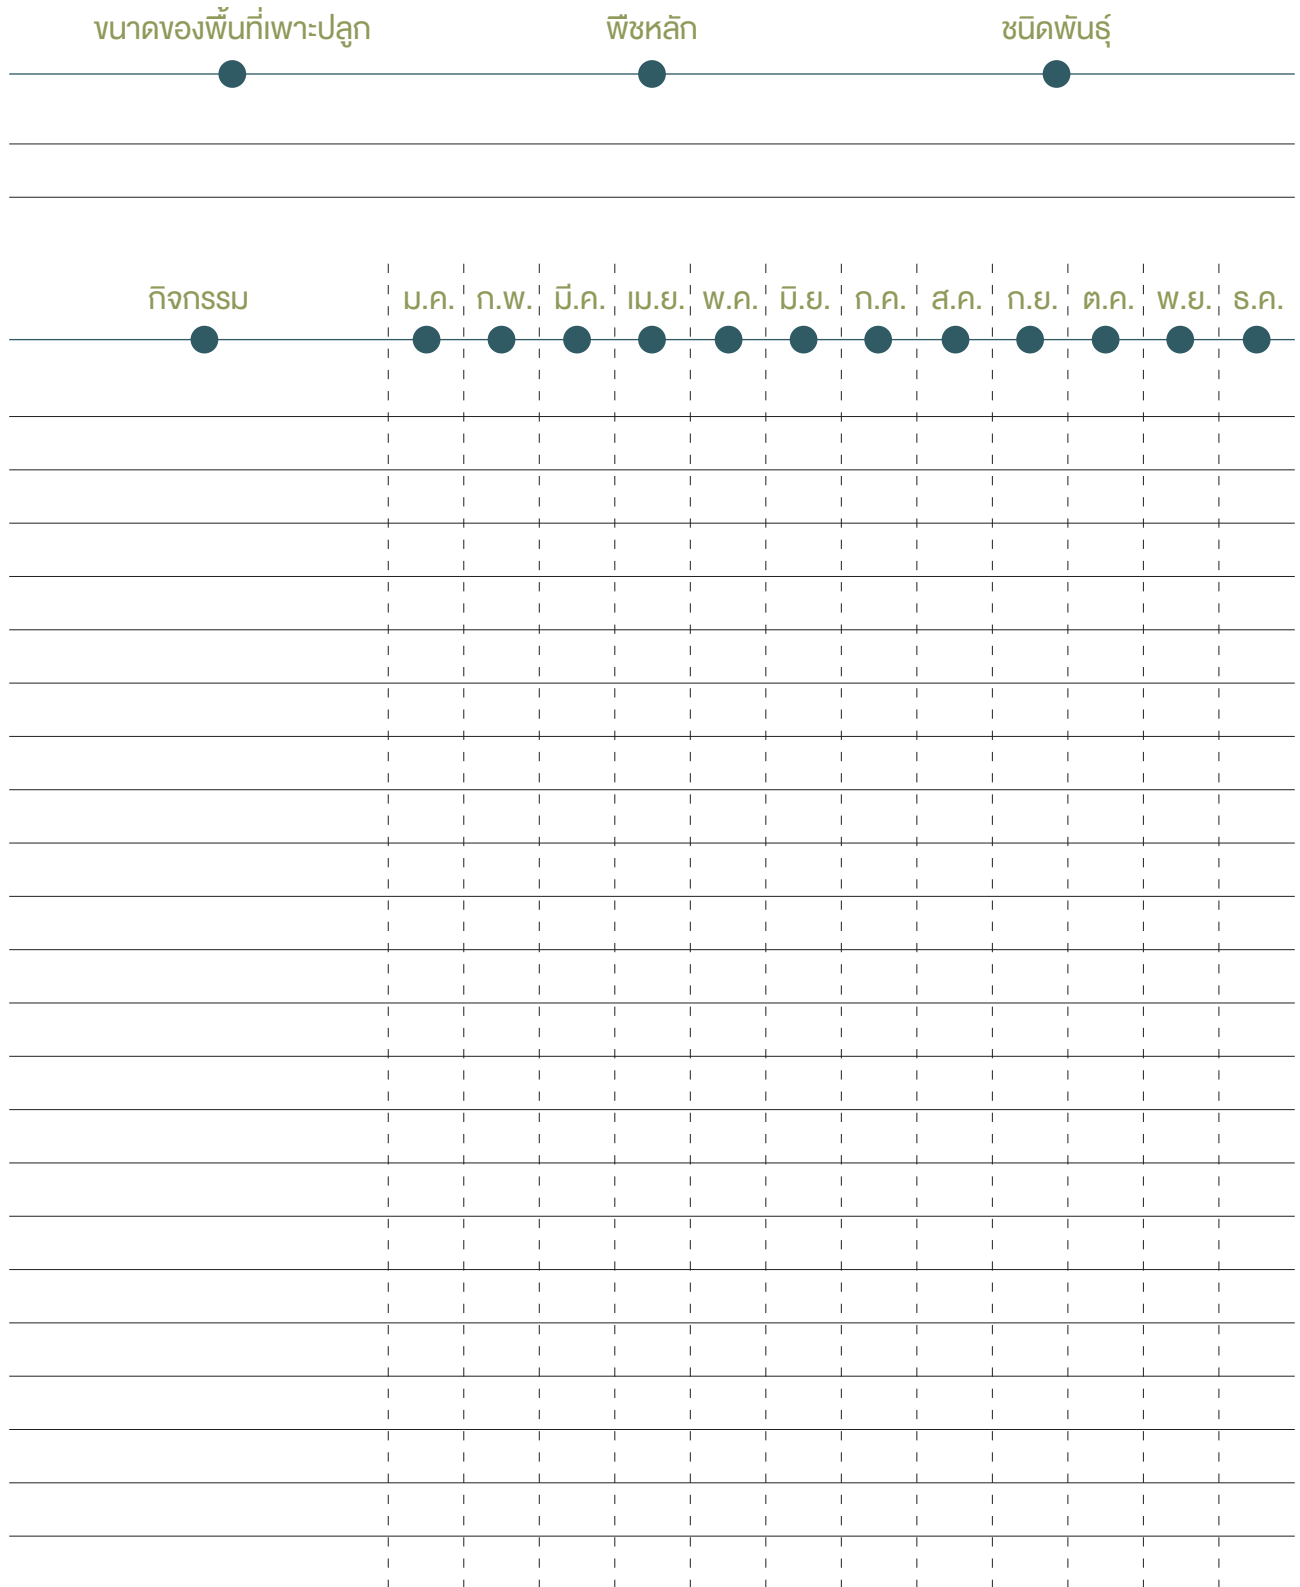 ขนาดของพื้นที่เพาะปลูก พืชหลัก ชนิดพันธุ์
กิจกรรม ม.ค. ก.พ. มี.ค. เม.ย. พ.ค. มิ.ย. ก.ค. ส.ค. ก.ย. ต.ค. พ.ย. ธ.ค.